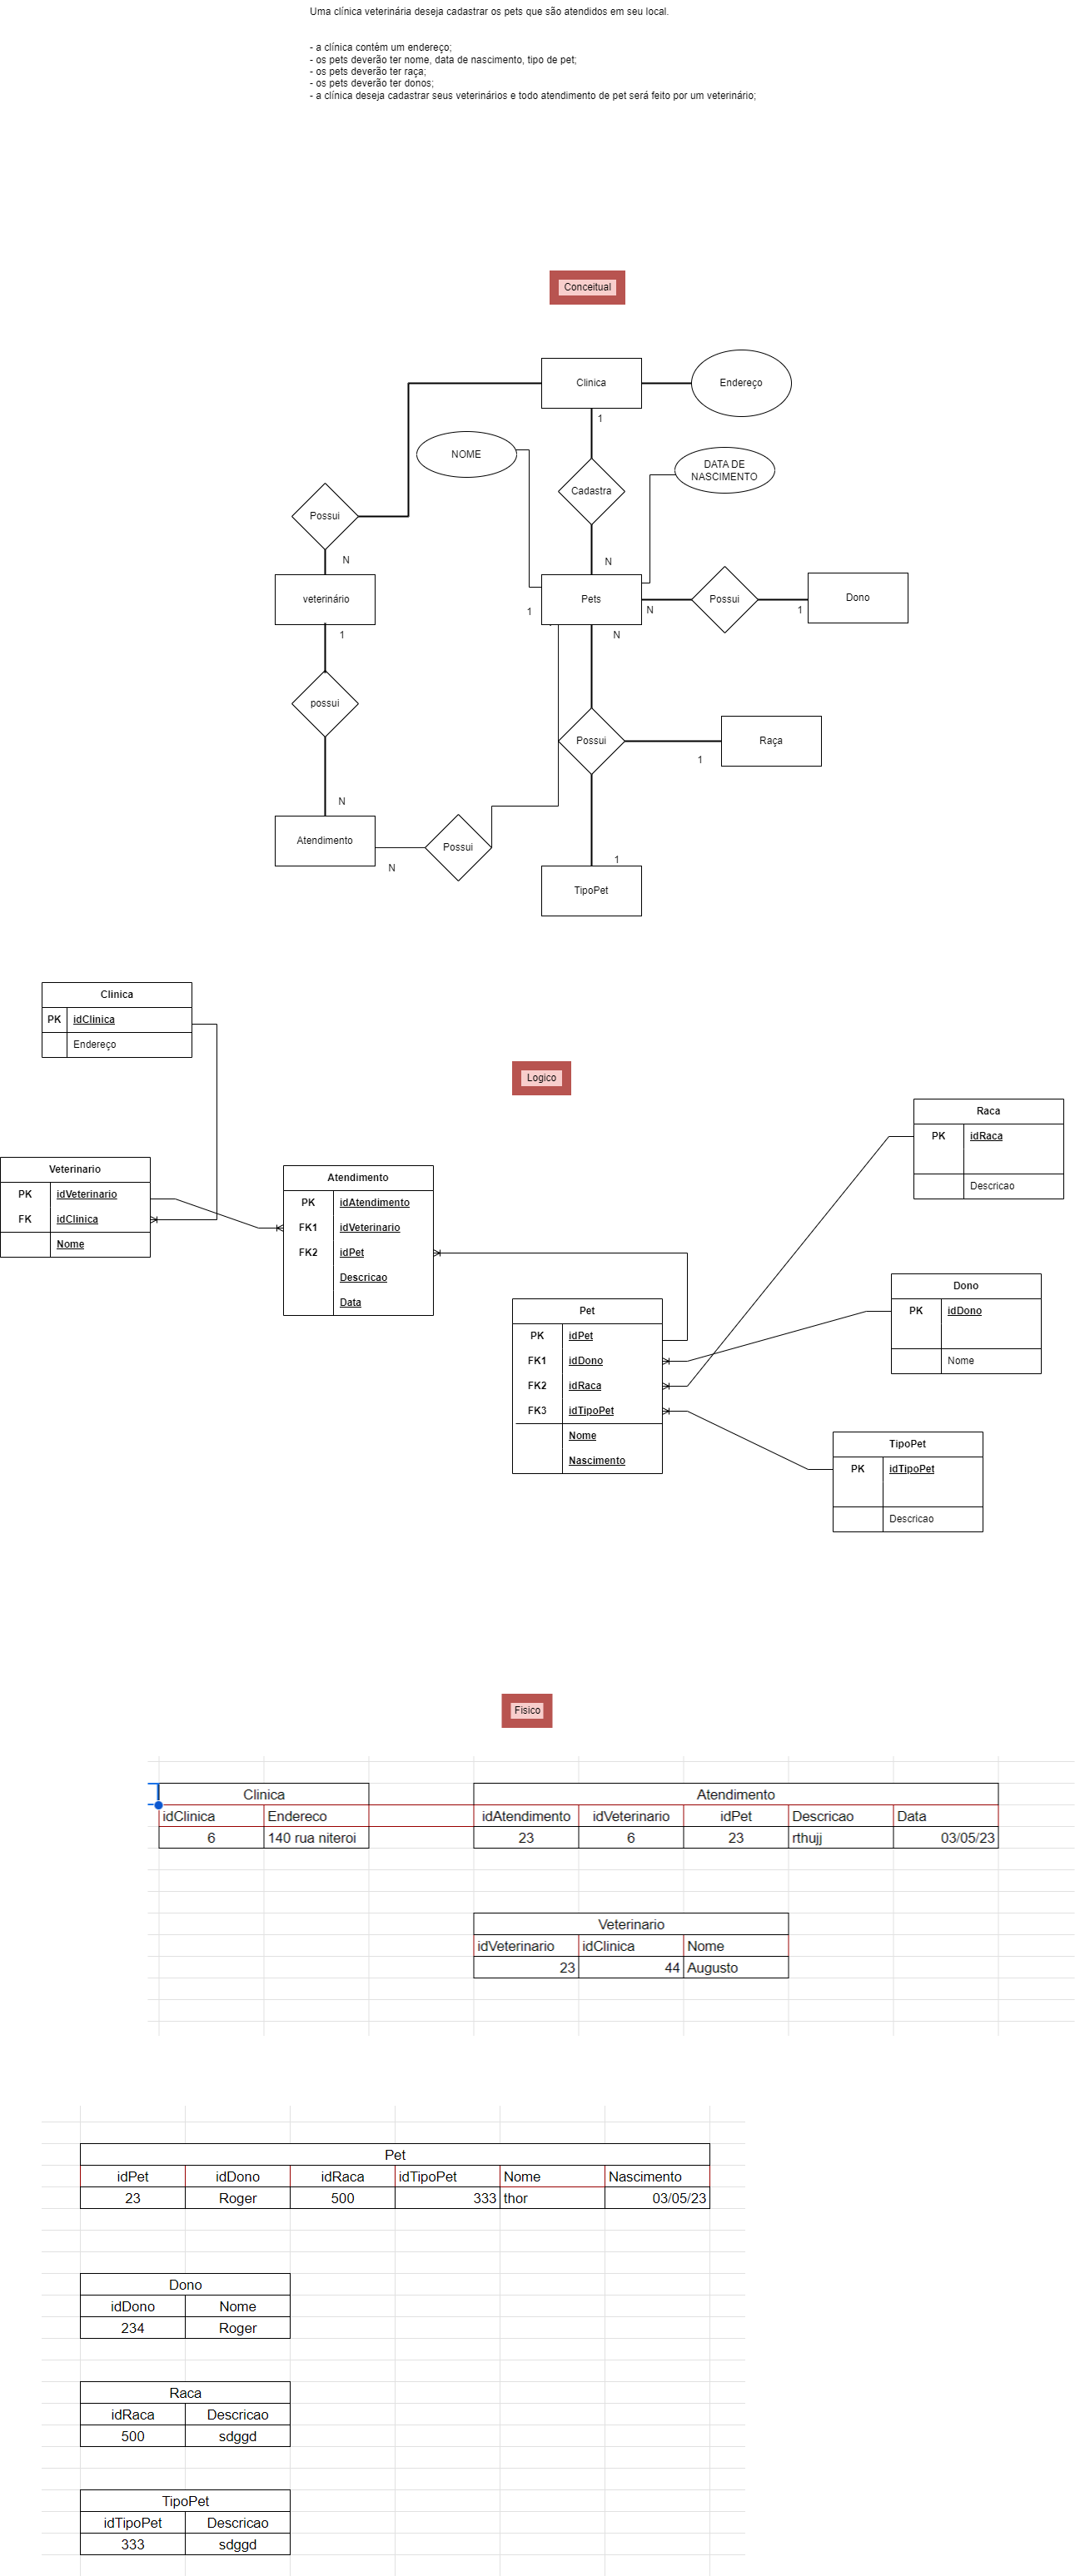 Uma clínica veterinária deseja cadastrar os pets que são atendidos em seu local.
- a clínica contém um endereço;
- os pets deverão ter nome, data de nascimento, tipo de pet;
- os pets deverão ter raça;
- os pets deverão ter donos;
- a clínica deseja cadastrar seus veterinários e todo atendimento de pet será feito por um veterinário;
Conceitual
Clinica
Endereço
1
NOME
DATA DE
NASCIMENTO
Cadastra
Possui
N
N
veterinário
Pets
Possui
Dono
1
N
1
1
N
possui
Possui
Raça
1
N
Atendimento
Possui
N
1
TipoPet
Clinica
PK idClinica
Endereço
Logico
Raca
PK idRaca
Descricao
Veterinario
PK idVeterinario
FK idClinica
Nome
Atendimento
PK idAtendimento
FK1 idVeterinario
FK2 idPet
Descricao
Data
Dono
PK idDono
Nome
Pet
PK idPet
FK1 idDono
FK2 idRaca
FK3 idTipoPet
Nome
Nascimento
TipoPet
PK idTipoPet
Descricao
Fisico
Clinica
idClinica Endereco
6 140 rua niteroi
Atendimento
idAtendimento idVeterinario idPet Descricao Data
23 6 23 rthujj 03/05/23
Veterinario
idVeterinario idClinica Nome
23 44 Augusto
Pet
idPet idDono idRaca idTipoPet Nome Nascimento
23 Roger 500 333 thor 03/05/23
Dono
idDono Nome
234 Roger
Raca
idRaca Descricao
500 sdggd
TipoPet
idTipoPet Descricao
333 sdggd